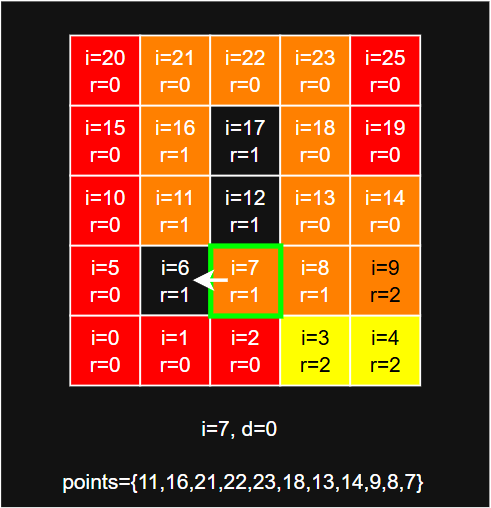 i=20 i=21 i=22 i=23 i=25
r=0 r=0 r=0 r=0 r=0
i=15 i=16 i=17 i=18 i=19
r=0 r=1 r=1 r=0 r=0
i=10 i=11 i=12 i=13 i=14
r=0 r=1 r=1 r=0 r=0
i=5 i=6 i=7 i=8 i=9
r=0 r=1 r=1 r=1 r=2
i=0 i=1 i=2 i=3 i=4
r=0 r=0 r=0 r=2 r=2
i=7, d=0
points={11,16,21,22,23,18,13,14,9,8,7}